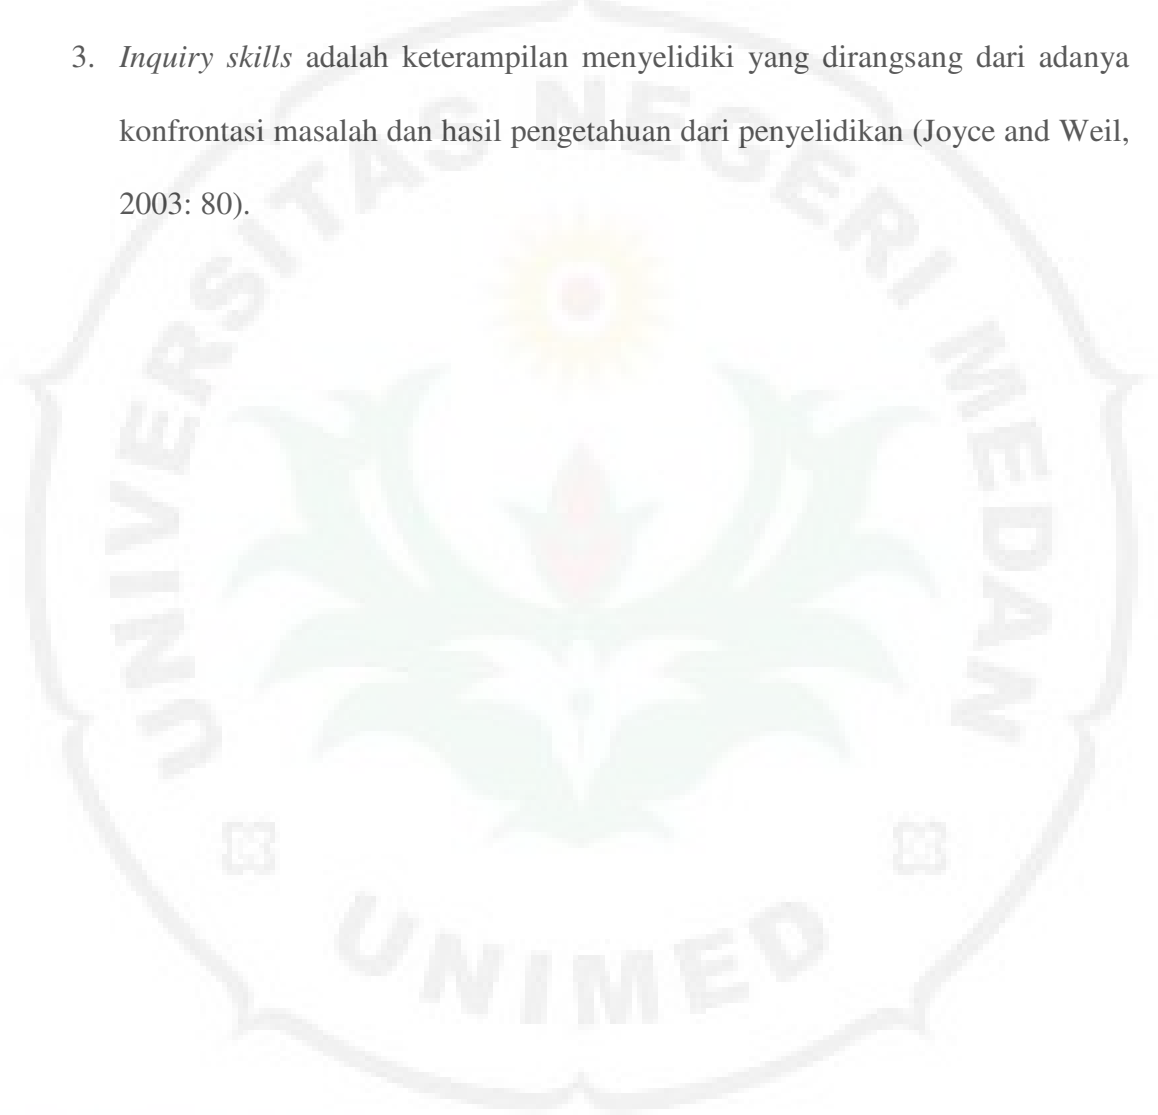 3. Inquiry skills adalah keterampilan menyelidiki yang dirangsang dari adanya
konfrontasi masalah dan hasil pengetahuan dari penyelidikan (Joyce and Weil,
2003: 80).
UNIVERSITAS NEGERI MEDAN
UNIMED